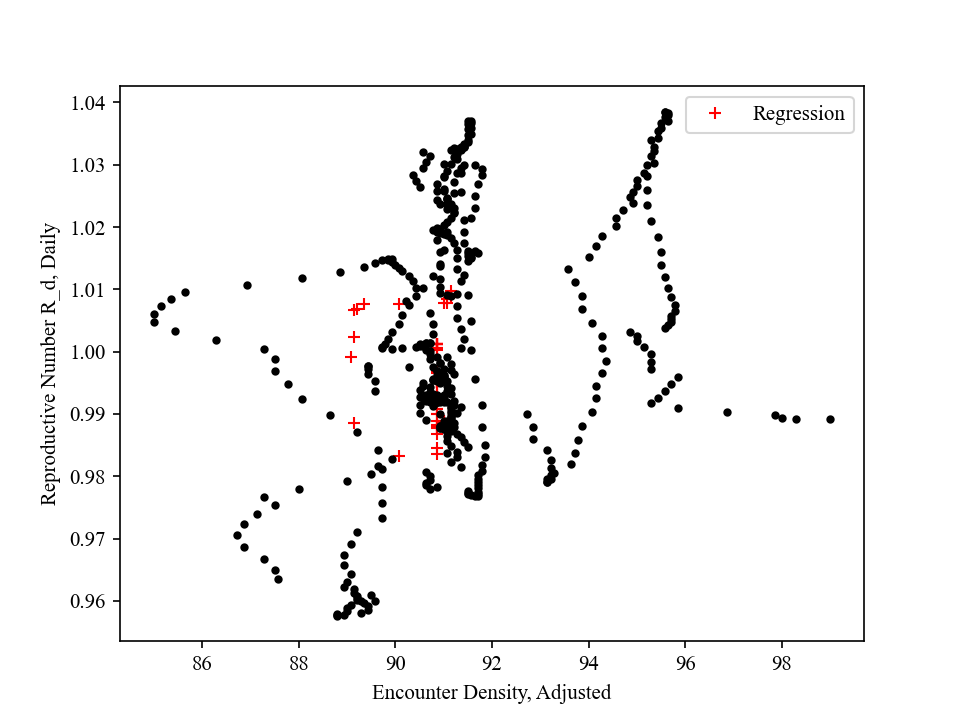 Regression
1.04
1.03
1.02
1.01
1.00
0.99
0.98
0.97
0.96
Reproductive Number R_d, Daily
86 88 90 92 94 96 98
Encounter Density, Adjusted